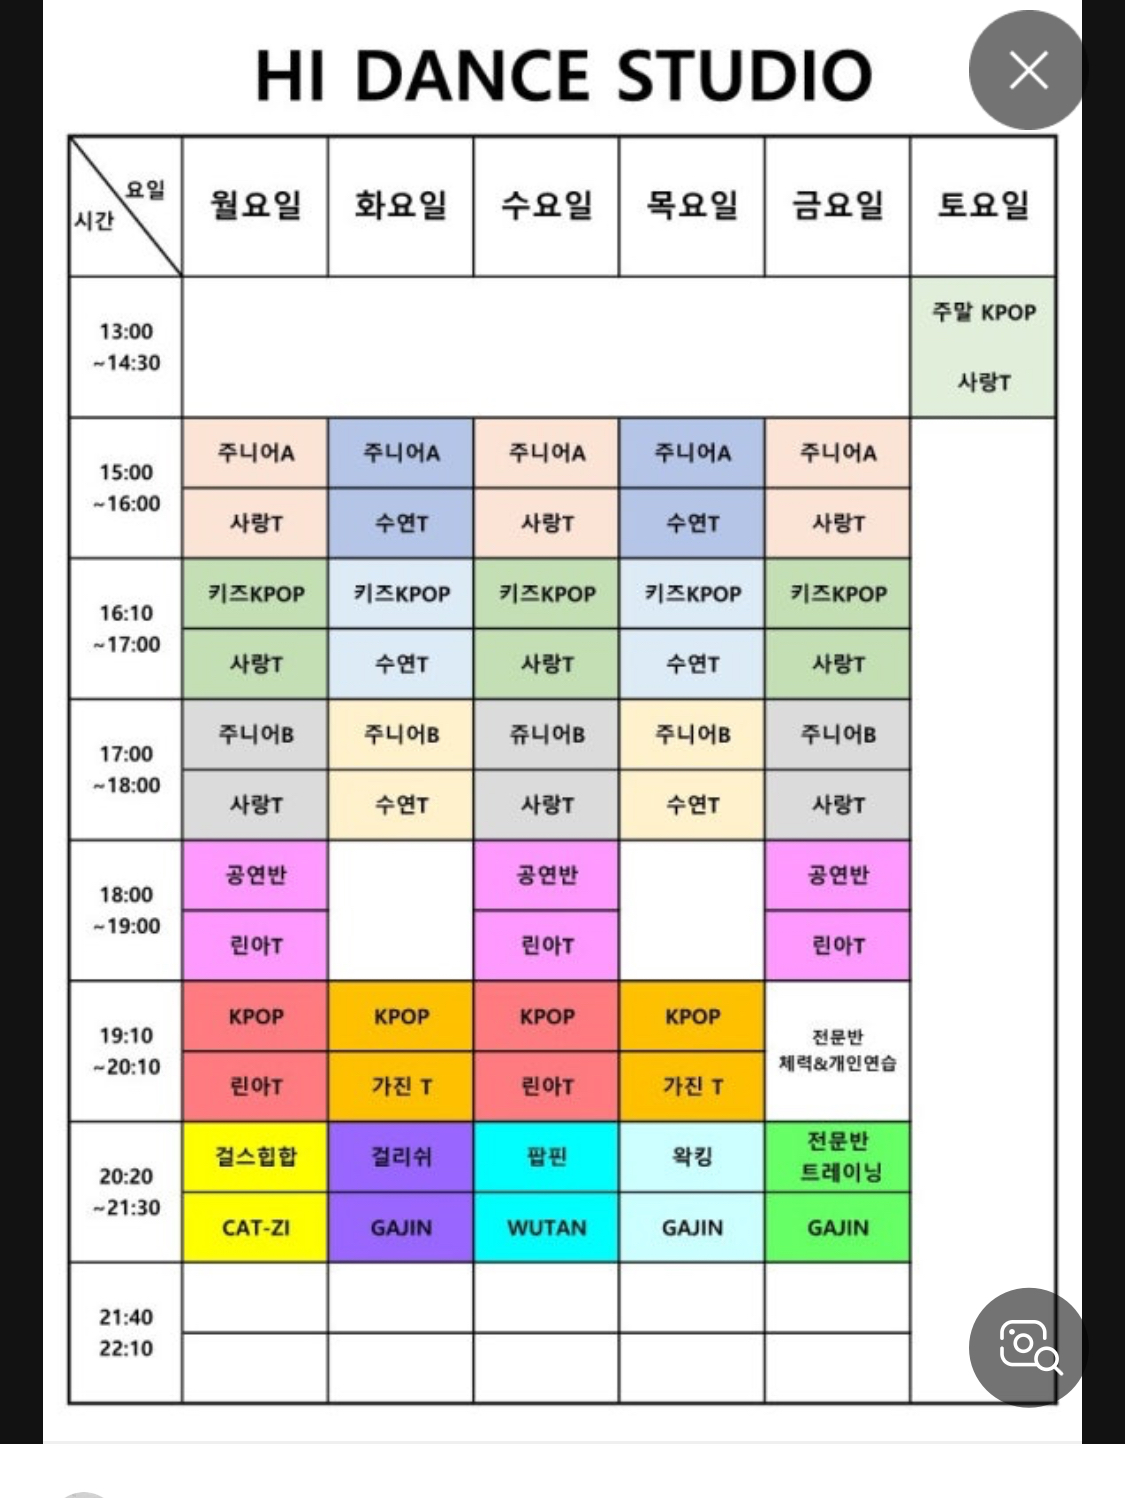 HI DANCE STUDIO
요일
시간
월요일 화요일 수요일 목요일 금요일 토요일
13:00
~14:30
주말 KPOP
사랑T
15:00
~16:00
주니어A 주니어A 주니어A 주니어A 주니어A
사랑T 수연T 사랑T 수연T 사랑T
16:10
~17:00
키즈KPOP 키즈KPOP 키즈KPOP 키즈KPOP 키즈KPOP
사랑T 수연T 사랑T 수연T 사랑T
17:00
~18:00
주니어B 주니어B 쥬니어B 주니어B 주니어B
사랑T 수연T 사랑T 수연T 사랑T
18:00
~19:00
공연반 공연반 공연반
린아T 린아T 린아T
19:10
~20:10
KPOP KPOP KPOP KPOP
린아T 가진 T 린아T 가진 T
전문반
체력&개인연습
20:20
~21:30
걸스힙합 걸리쉬 팝핀 왁킹 전문반
트레이닝
CAT-ZI GAJIN WUTAN GAJIN GAJIN
21:40
22:10